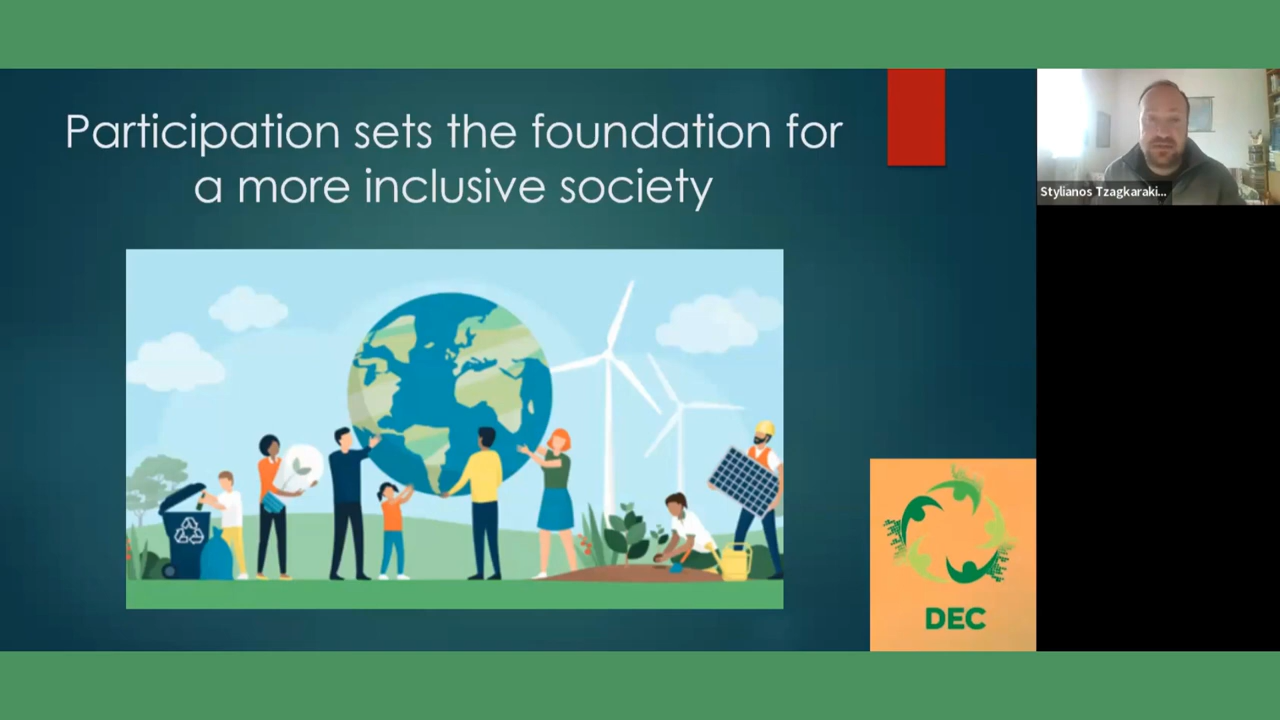 Participation sets the foundation for
a more inclusive society
Stylianos Tzagkaraki...
DEC